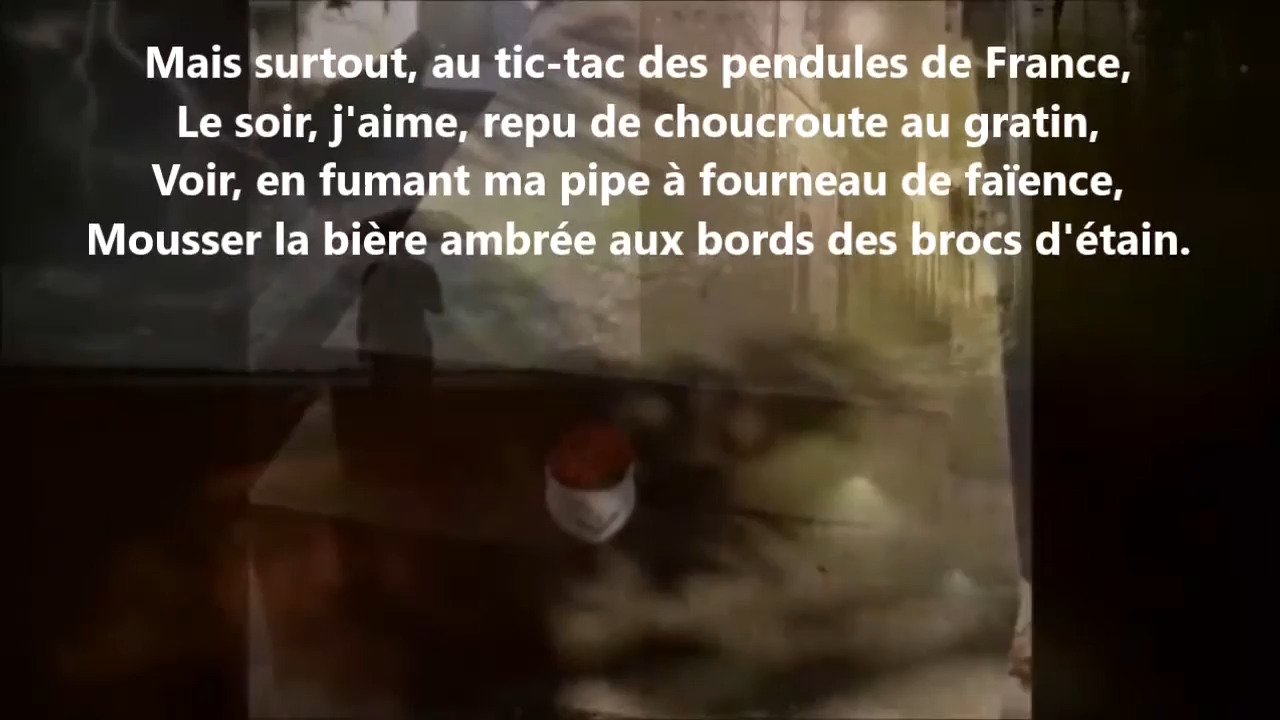 Mais surtout, au tic-tac des pendules de France,
Le soir, j'aime, repu de choucroute au gratin,
Voir, en fumant ma pipe à fourneau de faïence,
Mousser la bière ambrée aux bords des brocs d'étain.